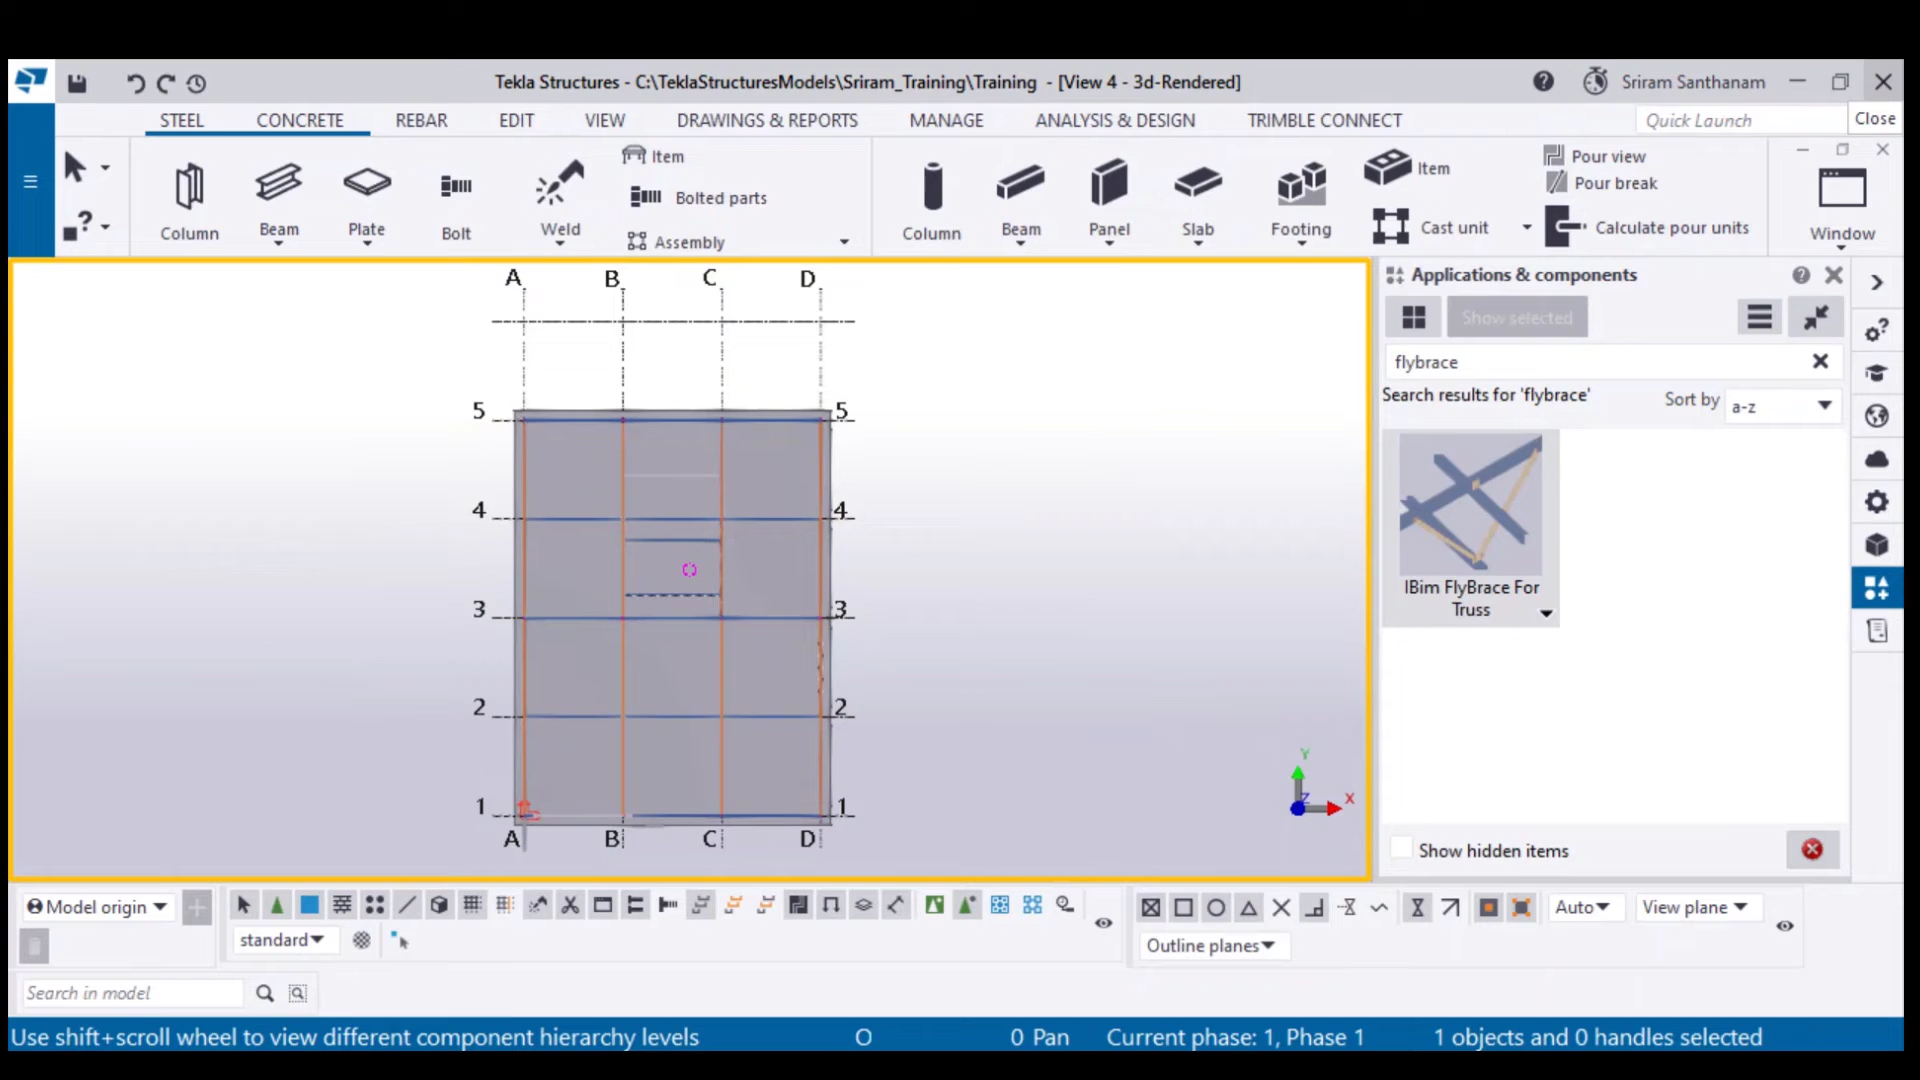 Tekla Structures - C:\TeklaStructuresModels\Sriram_Training\Training - [View 4 - 3d-Rendered]
Sriram Santhanam
STEEL CONCRETE REBAR EDIT VIEW DRAWINGS & REPORTS MANAGE ANALYSIS & DESIGN TRIMBLE CONNECT
Quick Launch
Close
Column
Beam
Plate
Bolt
Weld
Item
Bolted parts
Assembly
Column
Beam
Panel
Slab
Footing
Item
Cast unit
Pour view
Pour break
Calculate pour units
Window
A B C D
5 5
4 4
3 3
2 2
1 1
A B C D
Y
Z
X
Applications & components
Show selected
flybrace
Search results for 'flybrace'
Sort by
a-z
IBim FlyBrace For
Truss
Show hidden items
Model origin
standard
Auto
View plane
Outline planes
Search in model
Use shift+scroll wheel to view different component hierarchy levels
O
0 Pan
Current phase: 1, Phase 1
1 objects and 0 handles selected